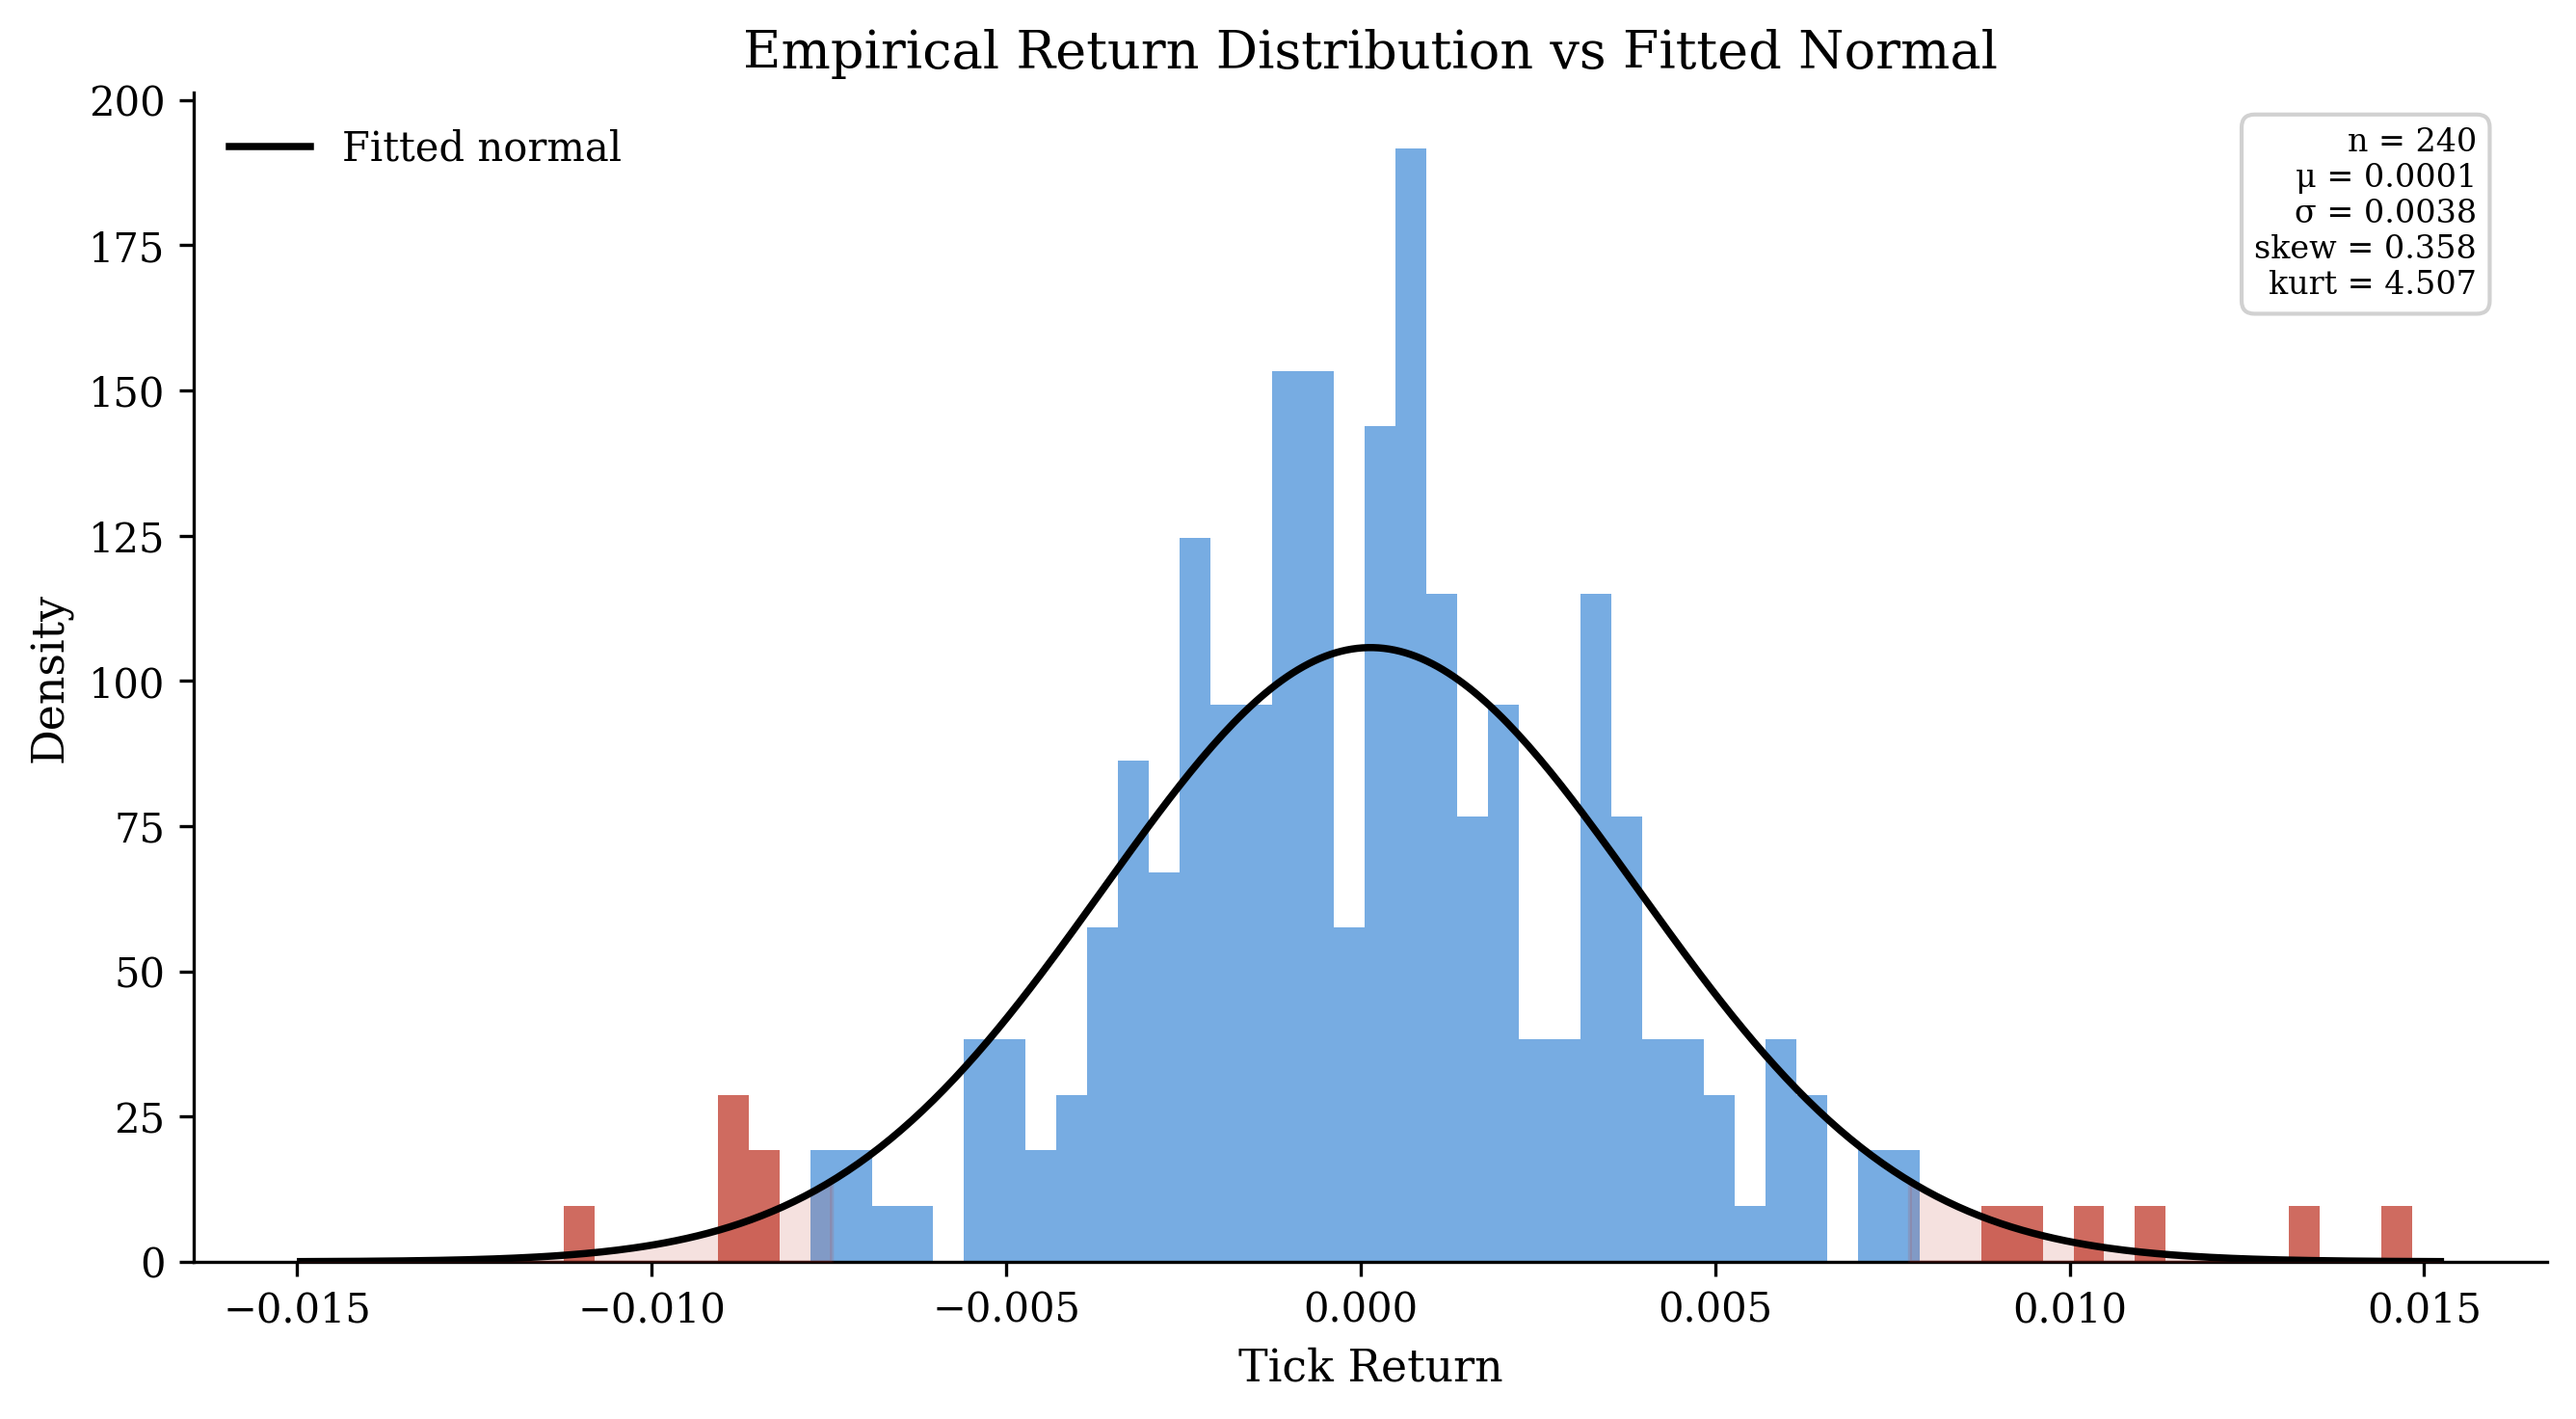 Empirical Return Distribution vs Fitted Normal
Fitted normal
n = 240
μ = 0.0001
σ = 0.0038
skew = 0.358
kurt = 4.507
Density
200
175
150
125
100
75
50
25
0
−0.015
−0.010
−0.005
0.000
0.005
0.010
0.015
Tick Return